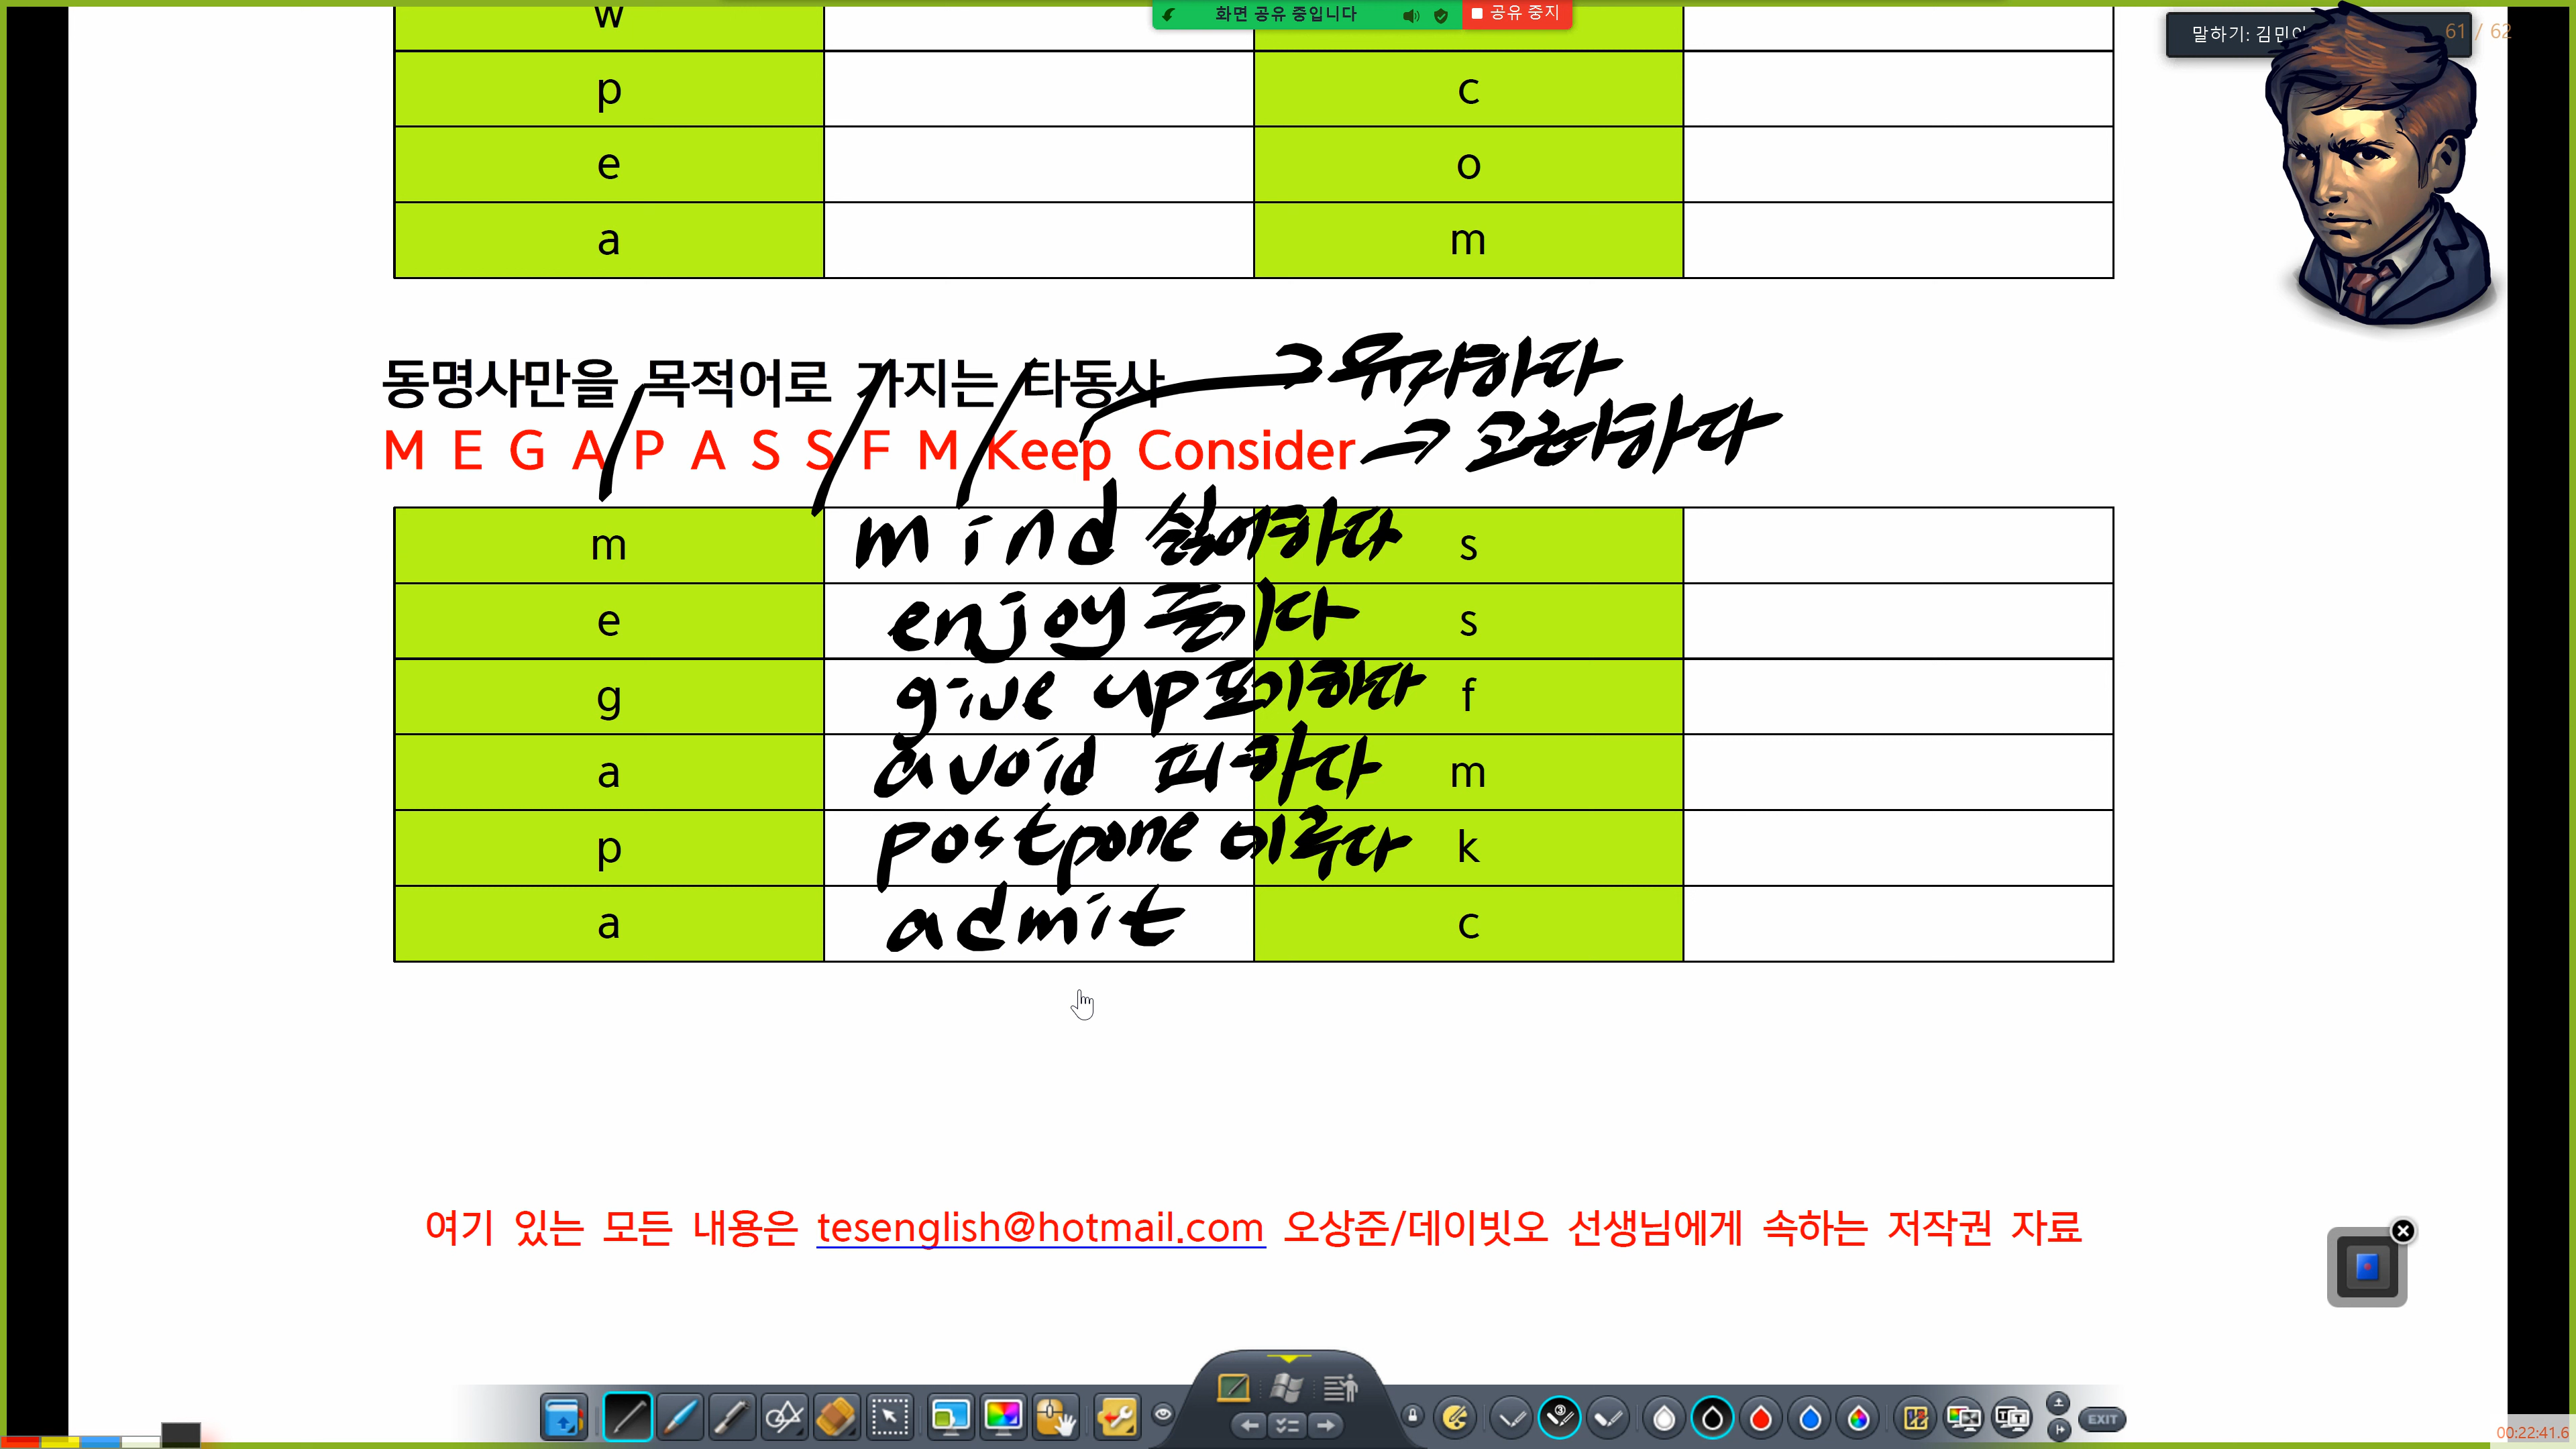 화면 공유 중입니다 공유 중지
말하기: 김민
61 / 62
w
p c
e o
a m
동명사만을 목적어로 가지는 타동사 → 유지하다
M E G A P A S S F M Keep Consider → 고려하다
m mind 싫어하다 s
e enjoy 즐기다 s
g give up 포기하다 f
a avoid 피하다 m
p postpone 미루다 k
a admit c
여기 있는 모든 내용은 tesenglish@hotmail.com 오상준/데이빗오 선생님에게 속하는 저작권 자료
EXIT
00:22:41.6